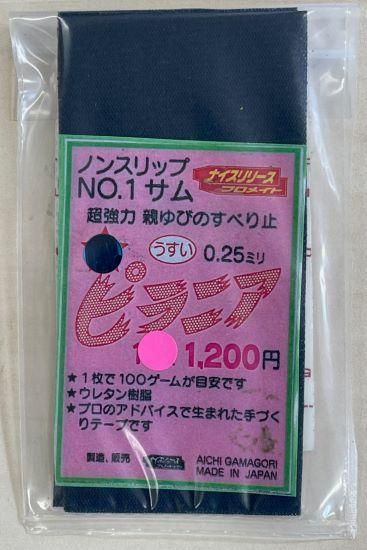 ノンスリップ
NO.1 サム
ナイスリリース
プロメイト
超強力 親ゆびのすべり止
うすい 0.25ミリ
ピラニア
1,200円
★1枚で100ゲームが目安です
★ウレタン樹脂
★プロのアドバイスで生まれた手づく
りテープです
製造、販売
AICHI GAMAGORI
MADE IN JAPAN